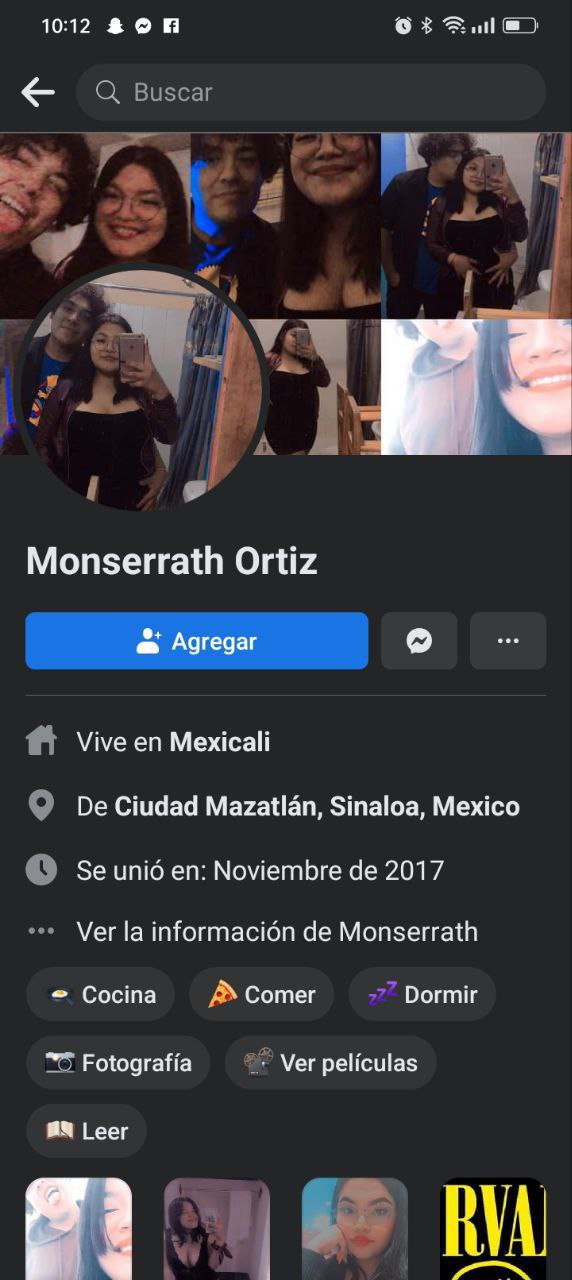 10:12
Buscar
Monserrath Ortiz
Agregar
Vive en Mexicali
De Ciudad Mazatlán, Sinaloa, Mexico
Se unió en: Noviembre de 2017
Ver la información de Monserrath
Cocina Comer Dormir
Fotografía Ver películas
Leer
RVA